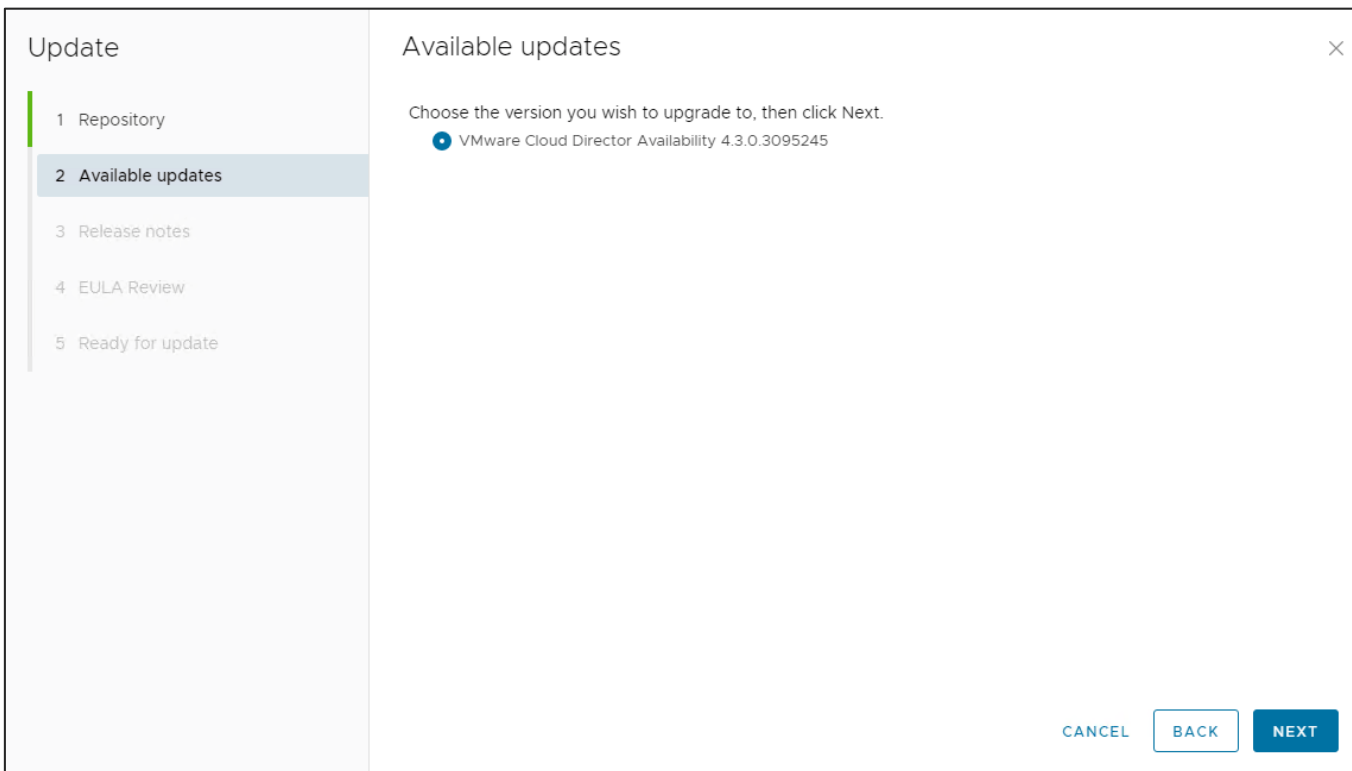 Update
1 Repository
2 Available updates
3 Release notes
4 EULA Review
5 Ready for update
Available updates
Choose the version you wish to upgrade to, then click Next.
VMware Cloud Director Availability 4.3.0.3095245
CANCEL
BACK
NEXT